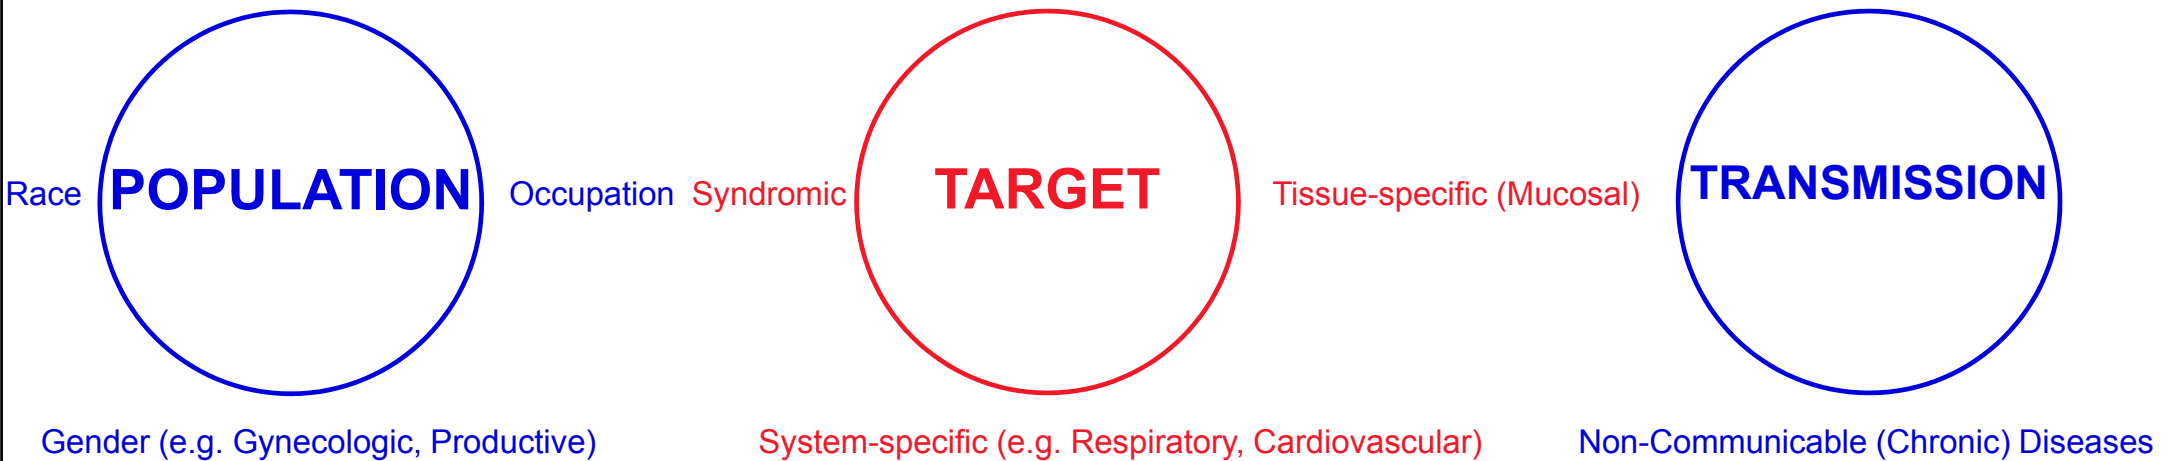 Race
POPULATION
Occupation
Syndromic
TARGET
Tissue-specific (Mucosal)
TRANSMISSION
Gender (e.g. Gynecologic, Productive)
System-specific (e.g. Respiratory, Cardiovascular)
Non-Communicable (Chronic) Diseases